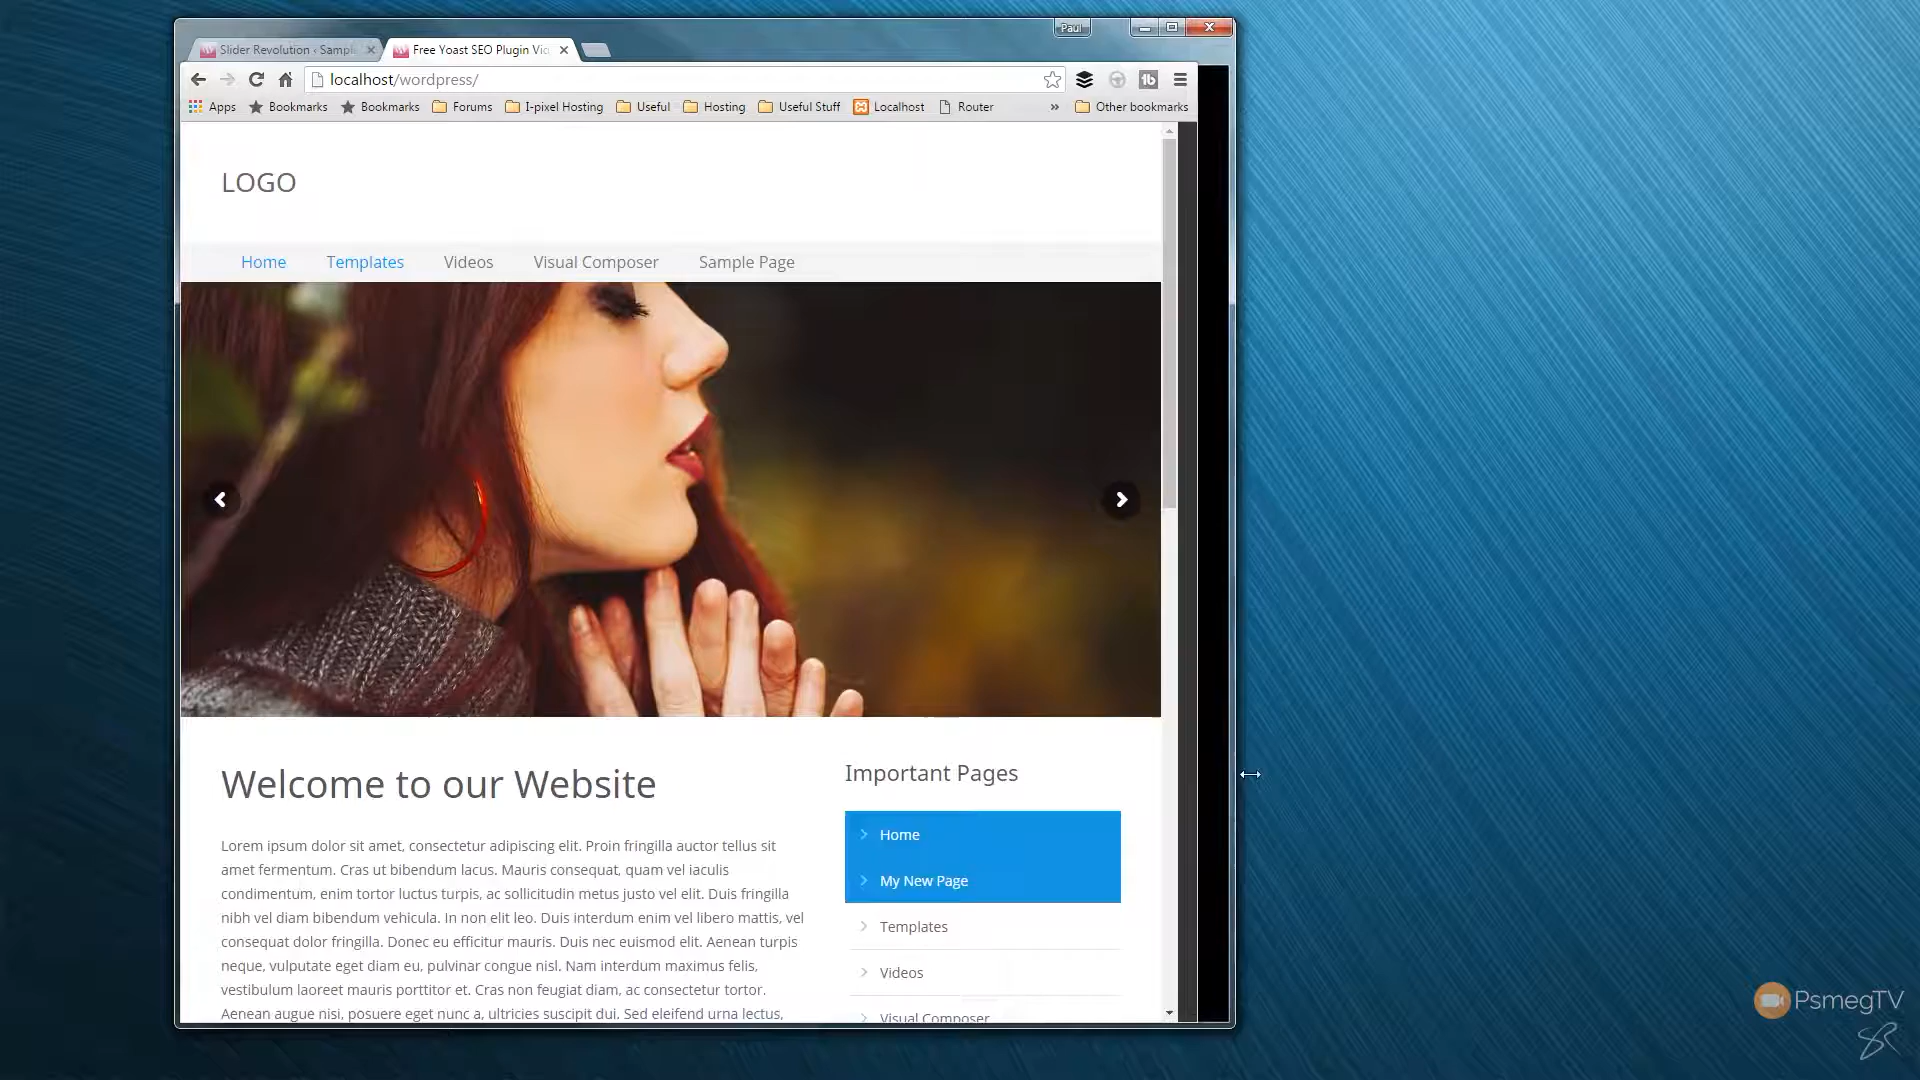 Paul
Slider Revolution ‹ Sampl
Free Yoast SEO Plugin Vid
localhost/wordpress/
Apps Bookmarks Bookmarks Forums I-pixel Hosting Useful Hosting Useful Stuff Localhost Router » Other bookmarks
LOGO
Home Templates Videos Visual Composer Sample Page
Welcome to our Website
Lorem ipsum dolor sit amet, consectetur adipiscing elit. Proin fringilla auctor tellus sit
amet fermentum. Cras ut bibendum lacus. Mauris consequat, quam vel iaculis
condimentum, enim tortor luctus turpis, ac sollicitudin metus justo vel elit. Duis fringilla
nibh vel diam bibendum vehicula. In non elit leo. Duis interdum enim vel libero mattis, vel
consequat dolor fringilla. Donec eu efficitur mauris. Duis nec euismod elit. Aenean turpis
neque, vulputate eget diam eu, pulvinar congue nisl. Nam interdum maximus felis,
vestibulum laoreet mauris porttitor et. Cras non feugiat diam, ac consectetur tortor.
Aenean augue nisi, posuere eget nunc a, ultricies suscipit dui. Sed eleifend urna lectus,
Important Pages
Home
My New Page
Templates
Videos
Visual Composer
PsmegTV